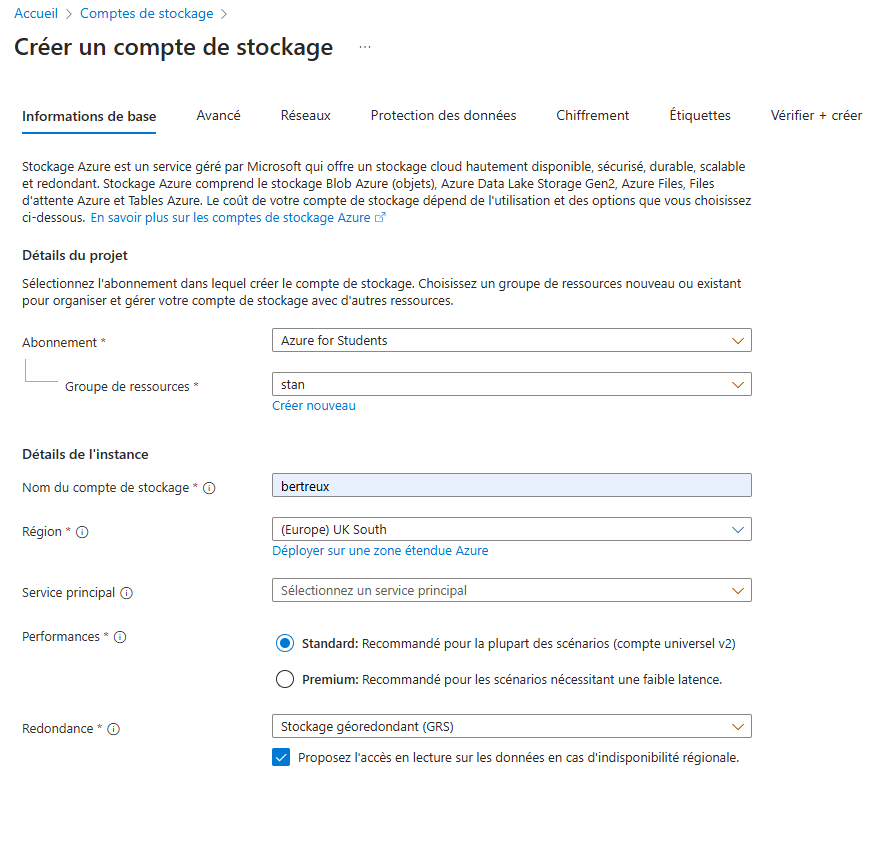 Accueil > Comptes de stockage >
Créer un compte de stockage ...
Informations de base Avancé Réseaux Protection des données Chiffrement Étiquettes Vérifier + créer
Stockage Azure est un service géré par Microsoft qui offre un stockage cloud hautement disponible, sécurisé, durable, scalable
et redondant. Stockage Azure comprend le stockage Blob Azure (objets), Azure Data Lake Storage Gen2, Azure Files, Files
d'attente Azure et Tables Azure. Le coût de votre compte de stockage dépend de l'utilisation et des options que vous choisissez
ci-dessous. En savoir plus sur les comptes de stockage Azure
Détails du projet
Sélectionnez l'abonnement dans lequel créer le compte de stockage. Choisissez un groupe de ressources nouveau ou existant
pour organiser et gérer votre compte de stockage avec d'autres ressources.
Abonnement * Azure for Students
Groupe de ressources * stan
Créer nouveau
Détails de l'instance
Nom du compte de stockage * bertreux
Région * (Europe) UK South
Déployer sur une zone étendue Azure
Service principal Sélectionnez un service principal
Performances * Standard: Recommandé pour la plupart des scénarios (compte universel v2)
Premium: Recommandé pour les scénarios nécessitant une faible latence.
Redondance * Stockage géoredondant (GRS)
Proposez l'accès en lecture sur les données en cas d'indisponibilité régionale.